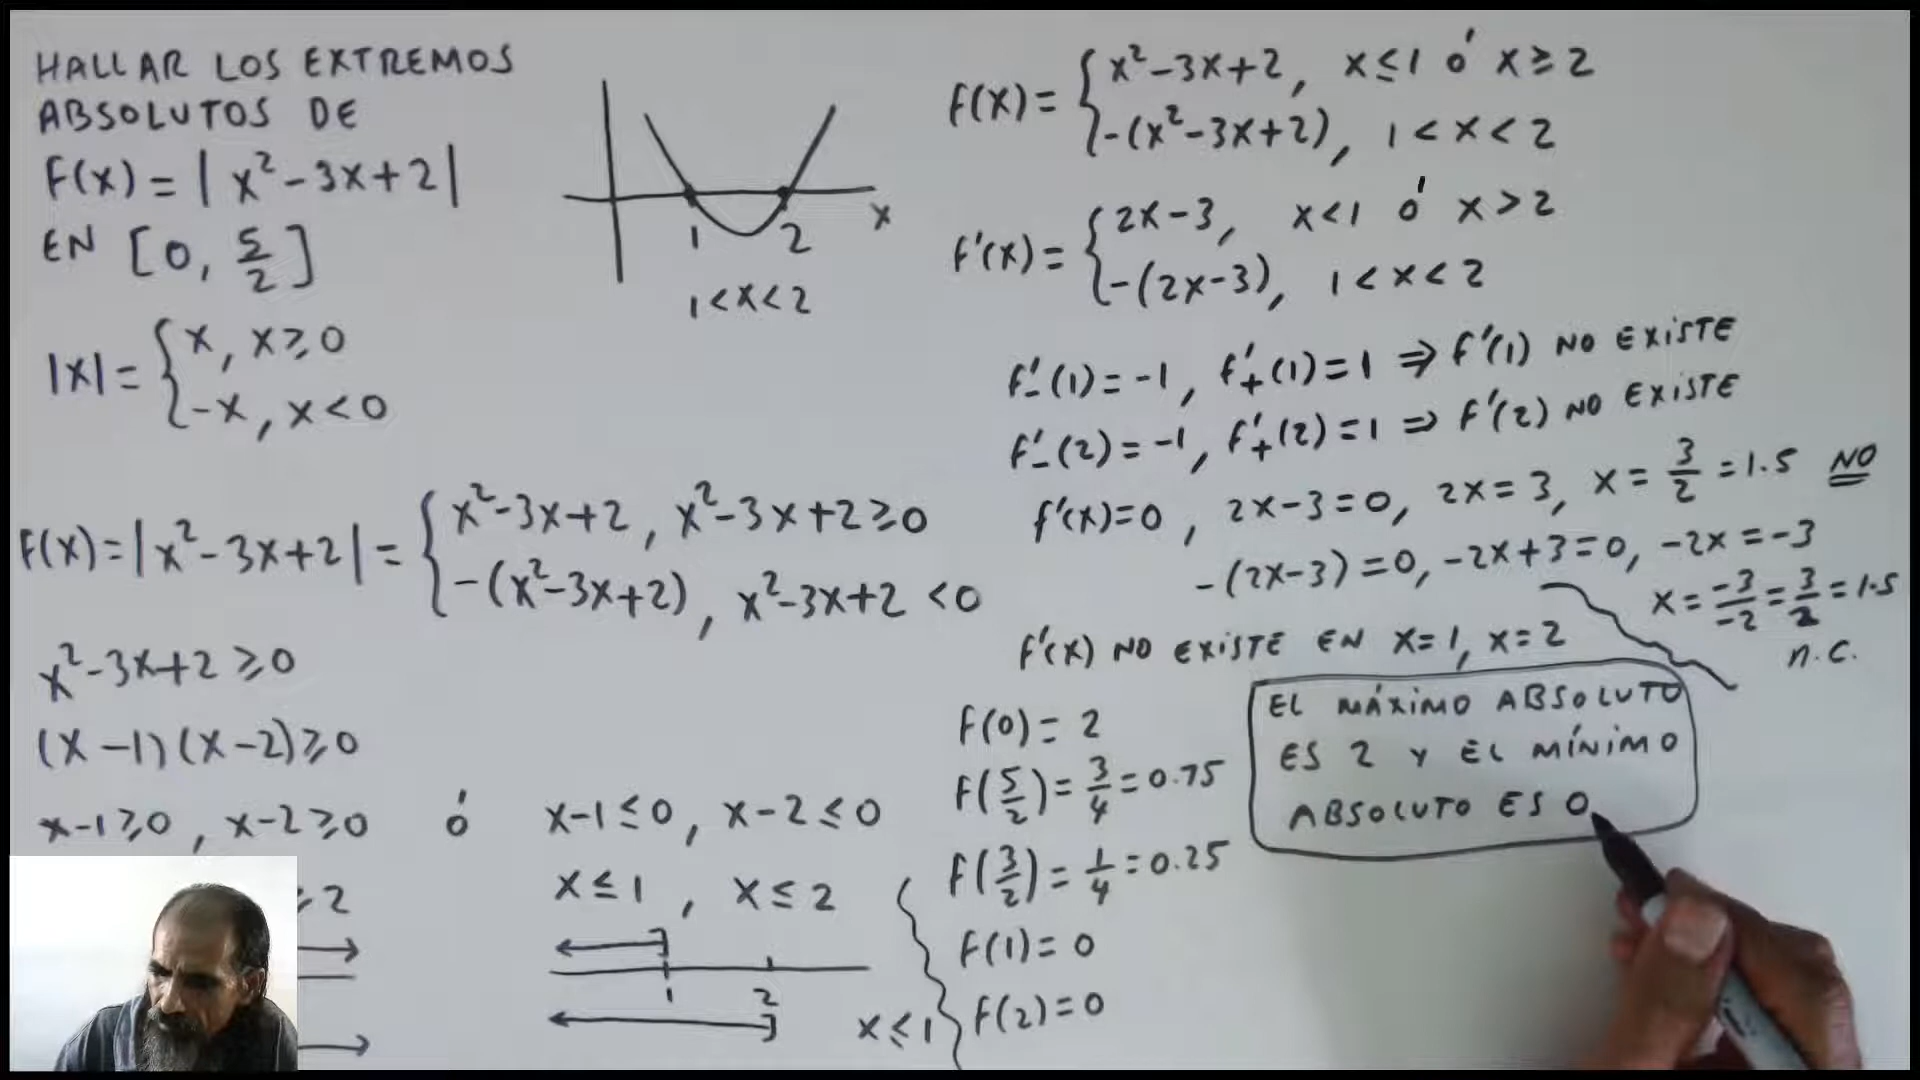 HALLAR LOS EXTREMOS
ABSOLUTOS DE
F(x) = | x² - 3x + 2 |
EN [0, 5/2]
|x| = { x, x ≥ 0
-x, x < 0
1 2 x
1 < x < 2
F(x) = | x² - 3x + 2 | = { x² - 3x + 2, x² - 3x + 2 ≥ 0
-(x² - 3x + 2), x² - 3x + 2 < 0
x² - 3x + 2 ≥ 0
(x - 1)(x - 2) ≥ 0
x - 1 ≥ 0, x - 2 ≥ 0 ó x - 1 ≤ 0, x - 2 ≤ 0
≥ 2 x ≤ 1, x ≤ 2
1 2
x ≤ 1
F(x) = { x² - 3x + 2, x ≤ 1 ó x ≥ 2
-(x² - 3x + 2), 1 < x < 2
F'(x) = { 2x - 3, x < 1 ó x > 2
-(2x - 3), 1 < x < 2
F'₋(1) = -1, F'₊(1) = 1 ⇒ F'(1) NO EXISTE
F'₋(2) = -1, F'₊(2) = 1 ⇒ F'(2) NO EXISTE
F'(x) = 0, 2x - 3 = 0, 2x = 3, x = 3/2 = 1.5 NO
-(2x - 3) = 0, -2x + 3 = 0, -2x = -3
x = -3/-2 = 3/2 = 1.5
n.c.
F'(x) NO EXISTE EN x = 1, x = 2
F(0) = 2
F(5/2) = 3/4 = 0.75
F(3/2) = 1/4 = 0.25
F(1) = 0
F(2) = 0
EL MÁXIMO ABSOLUTO
ES 2 Y EL MÍNIMO
ABSOLUTO ES 0